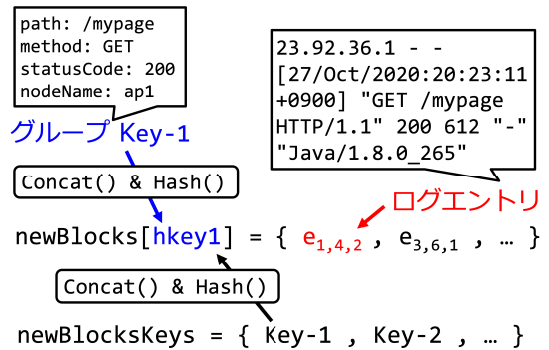 path: /mypage
method: GET
statusCode: 200
nodeName: ap1
23.92.36.1 - -
[27/Oct/2020:20:23:11
+0900] "GET /mypage
HTTP/1.1" 200 612 "-"
"Java/1.8.0_265"
グループ Key-1
Concat() & Hash()
ログエントリ
newBlocks[hkey1] = { e1,4,2 , e3,6,1 , … }
Concat() & Hash()
newBlocksKeys = { Key-1 , Key-2 , … }